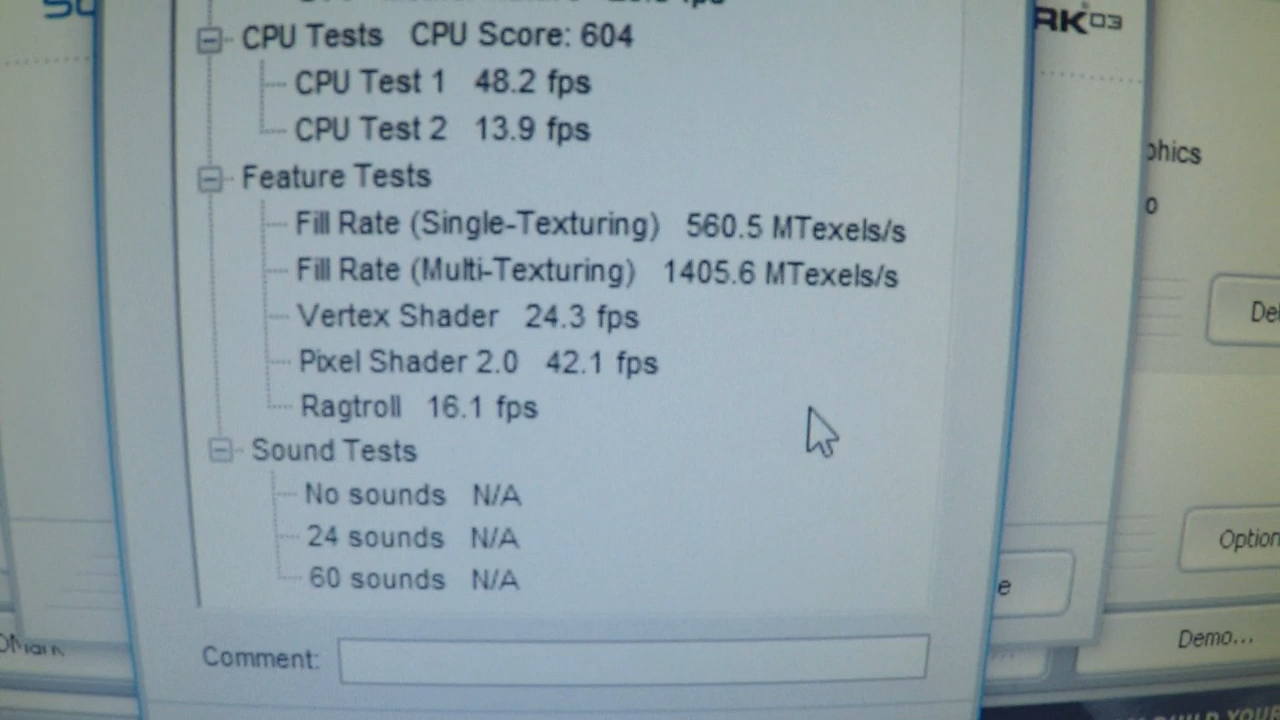 CPU Tests CPU Score: 604
CPU Test 1 48.2 fps
CPU Test 2 13.9 fps
Feature Tests
Fill Rate (Single-Texturing) 560.5 MTexels/s
Fill Rate (Multi-Texturing) 1405.6 MTexels/s
Vertex Shader 24.3 fps
Pixel Shader 2.0 42.1 fps
Ragtroll 16.1 fps
Sound Tests
No sounds N/A
24 sounds N/A
60 sounds N/A
Comment:
RK03
phics
o
Del
Option
e
Demo...